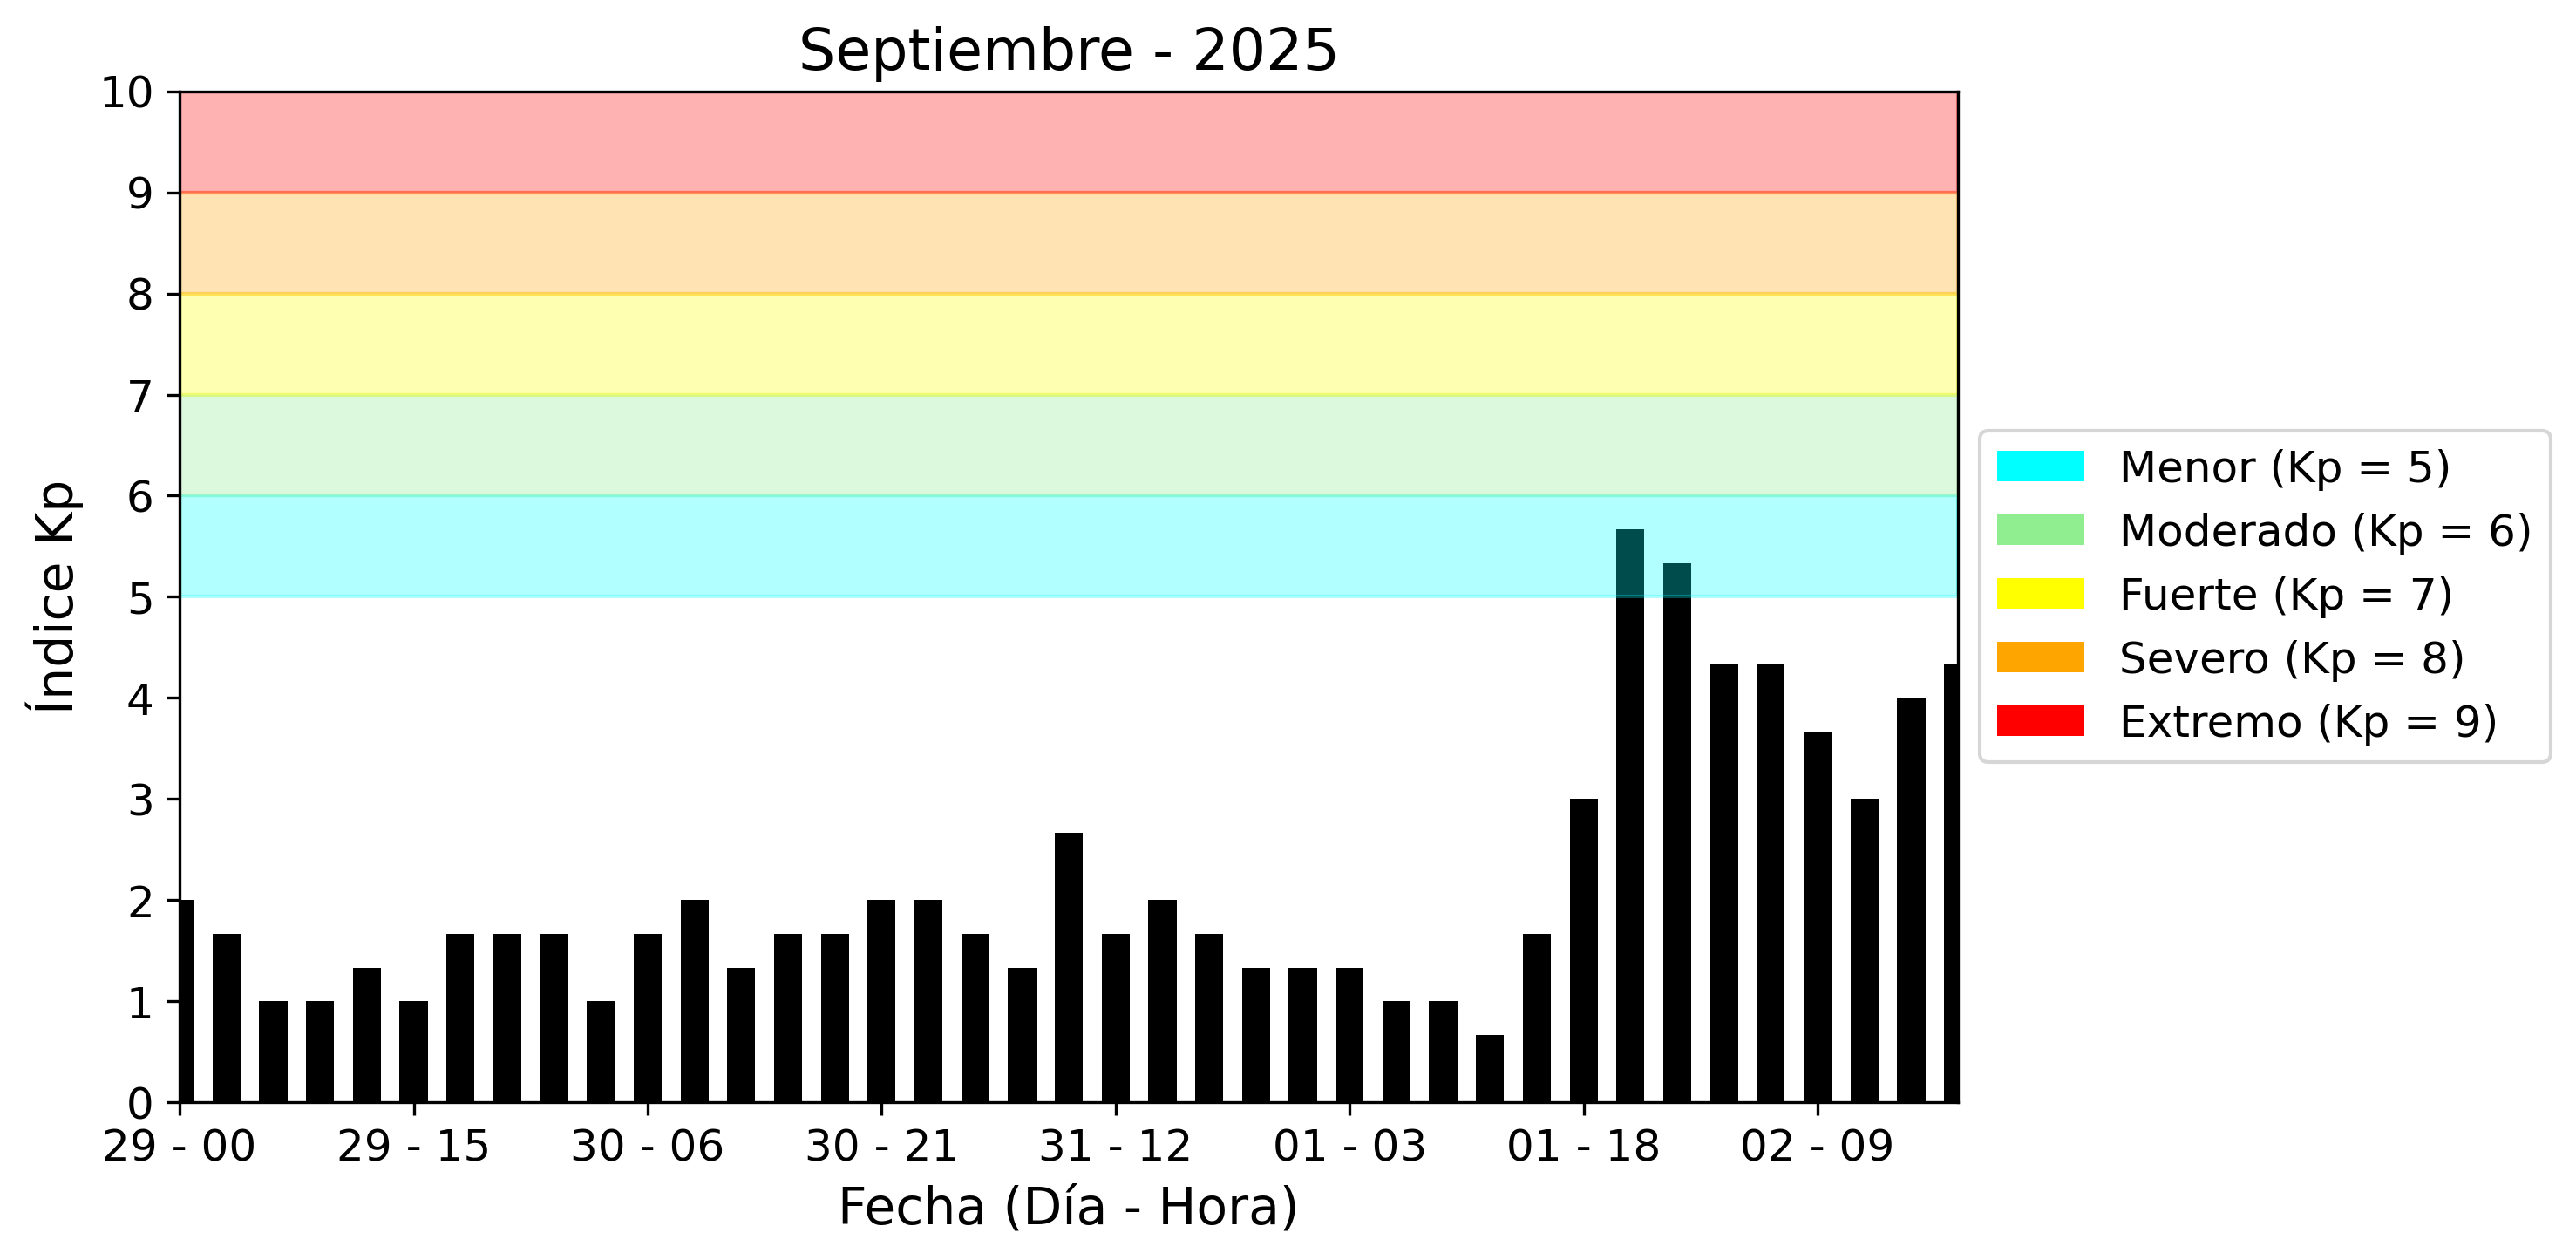 Septiembre - 2025
10
9
8
7
6
5
4
3
2
1
0
Índice Kp
29 - 00
29 - 15
30 - 06
30 - 21
31 - 12
01 - 03
01 - 18
02 - 09
Fecha (Día - Hora)
Menor (Kp = 5)
Moderado (Kp = 6)
Fuerte (Kp = 7)
Severo (Kp = 8)
Extremo (Kp = 9)